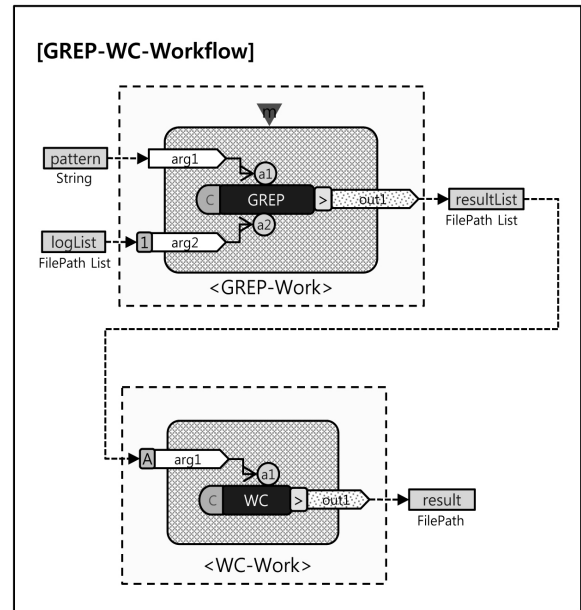 [GREP-WC-Workflow]
m
pattern
arg1
String
a1
C
GREP
>
out1
resultList
FilePath List
logList
1
arg2
a2
FilePath List
<GREP-Work>
A
arg1
a1
C
WC
>
out1
result
FilePath
<WC-Work>